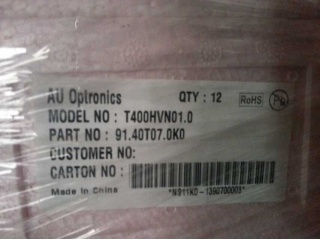 AU Optronics QTY : 12 RoHS Pb
MODEL NO : T400HVN01.0
PART NO : 91.40T07.0K0
CUSTOMER NO:
CARTON NO :
Made in China